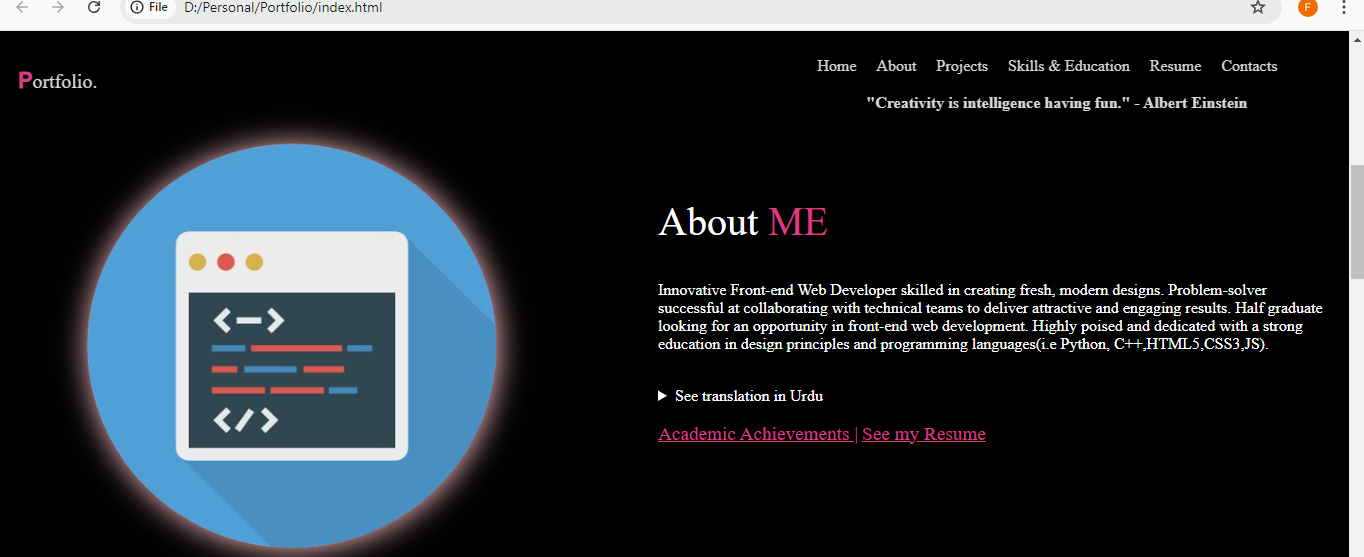 File D:/Personal/Portfolio/index.html
F
Portfolio.
Home About Projects Skills & Education Resume Contacts
"Creativity is intelligence having fun." - Albert Einstein
<->
</>
About ME
Innovative Front-end Web Developer skilled in creating fresh, modern designs. Problem-solver
successful at collaborating with technical teams to deliver attractive and engaging results. Half graduate
looking for an opportunity in front-end web development. Highly poised and dedicated with a strong
education in design principles and programming languages(i.e Python, C++,HTML5,CSS3,JS).
See translation in Urdu
Academic Achievements | See my Resume